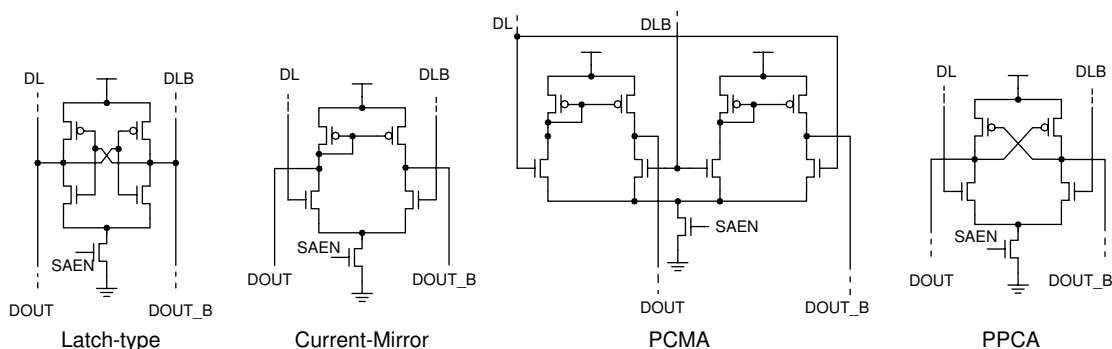 DL
DLB
SAEN
DOUT
DOUT_B
Latch-type
DL
DLB
SAEN
DOUT
DOUT_B
Current-Mirror
DL
DLB
SAEN
DOUT
DOUT_B
PCMA
DL
DLB
SAEN
DOUT
DOUT_B
PPCA